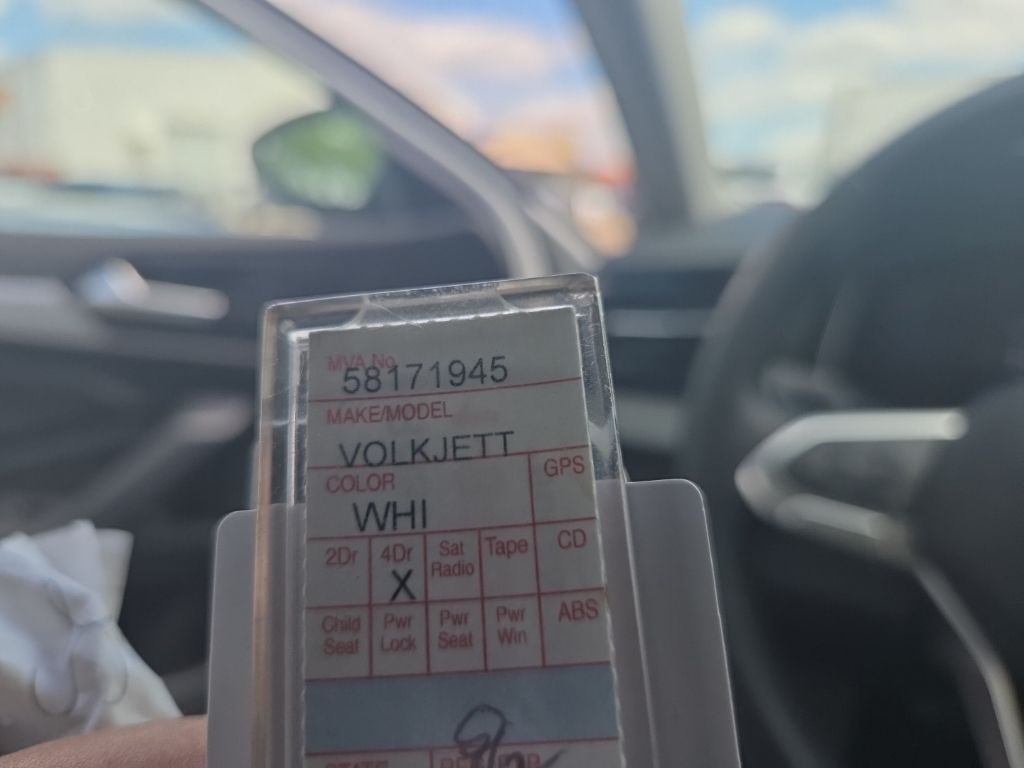 MVA No
58171945
MAKE/MODEL
VOLKJETT
COLOR
GPS
WHI
2Dr 4Dr Sat Radio Tape CD
X
Child Seat Pwr Lock Pwr Seat Pwr Win ABS